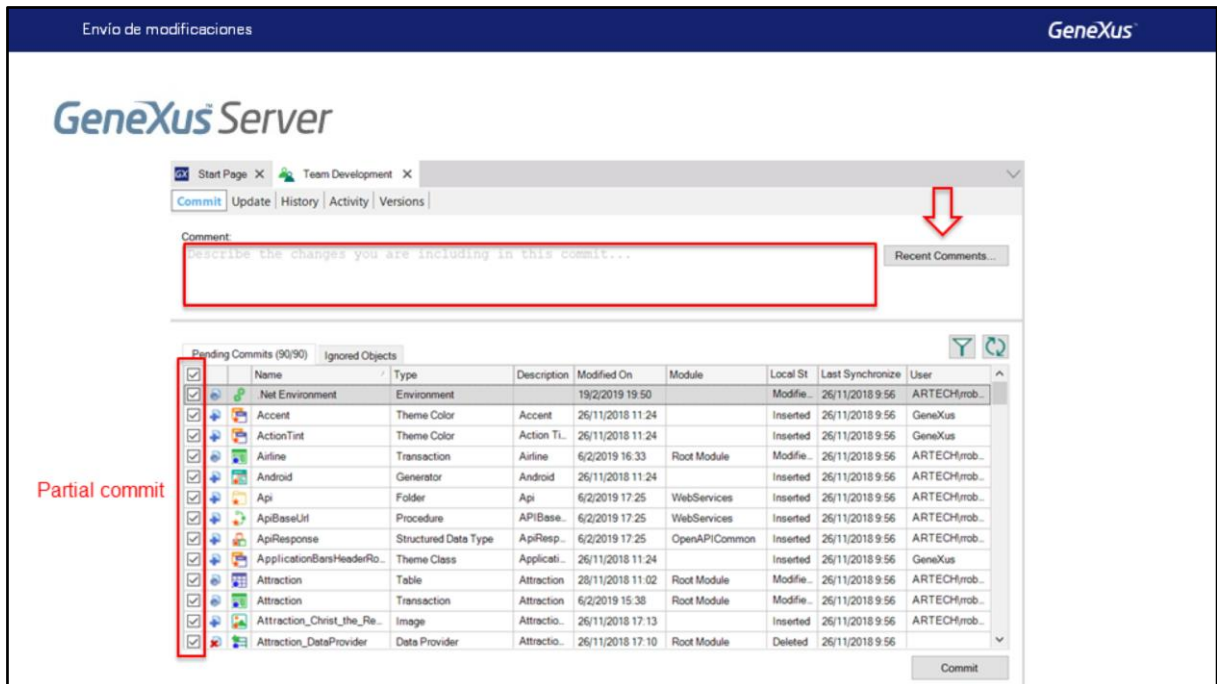 Envío de modificaciones
GeneXus
GeneXus Server
GX Start Page X Team Development X
Commit Update History Activity Versions
Comment:
Describe the changes you are including in this commit...
Recent Comments...
Pending Commits (90/90) Ignored Objects
Name Type Description Modified On Module Local St Last Synchronize User
.Net Environment Environment 19/2/2019 19:50 Modifie... 26/11/2018 9:56 ARTECH\rrob...
Accent Theme Color Accent 26/11/2018 11:24 Inserted 26/11/2018 9:56 GeneXus
ActionTint Theme Color Action Ti... 26/11/2018 11:24 Inserted 26/11/2018 9:56 GeneXus
Airline Transaction Airline 6/2/2019 16:33 Root Module Modifie... 26/11/2018 9:56 ARTECH\rrob...
Android Generator Android 26/11/2018 11:24 Inserted 26/11/2018 9:56 ARTECH\rrob...
Partial commit
Api Folder Api 6/2/2019 17:25 WebServices Inserted 26/11/2018 9:56 ARTECH\rrob...
ApiBaseUrl Procedure APIBase... 6/2/2019 17:25 WebServices Inserted 26/11/2018 9:56 ARTECH\rrob...
ApiResponse Structured Data Type ApiResp... 6/2/2019 17:25 OpenAPICommon Inserted 26/11/2018 9:56 ARTECH\rrob...
ApplicationBarsHeaderRo... Theme Class Applicati... 26/11/2018 11:24 Inserted 26/11/2018 9:56 GeneXus
Attraction Table Attraction 28/11/2018 11:02 Root Module Modifie... 26/11/2018 9:56 ARTECH\rrob...
Attraction Transaction Attraction 6/2/2019 15:38 Root Module Modifie... 26/11/2018 9:56 ARTECH\rrob...
Attraction_Christ_the_Re... Image Attractio... 26/11/2018 17:13 Inserted 26/11/2018 9:56 ARTECH\rrob...
Attraction_DataProvider Data Provider Attractio... 26/11/2018 17:10 Root Module Deleted 26/11/2018 9:56
Commit